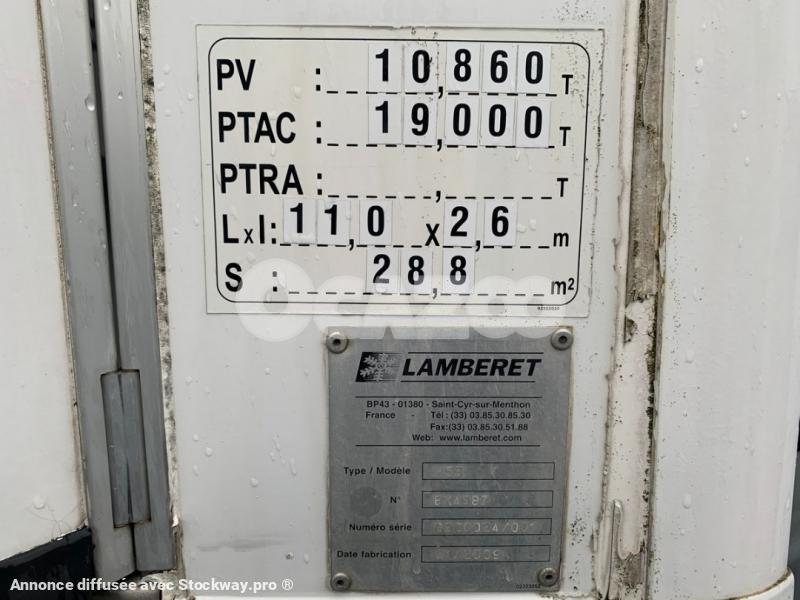 PV : 10,860 T
PTAC : 19,000 T
PTRA : , T
LxI: 11,0 x 2,6 m
S : 28,8 m²
OCAZOO
LAMBERET
BP43 - 01380 - Saint-Cyr-sur-Menthon
France - Tél : (33) 03.85.30.85.30
Fax:(33) 03.85.30.51.88
Web: www.lamberet.com
Type / Modèle
N°
Numéro série
Date fabrication
Annonce diffusée avec Stockway.pro ®